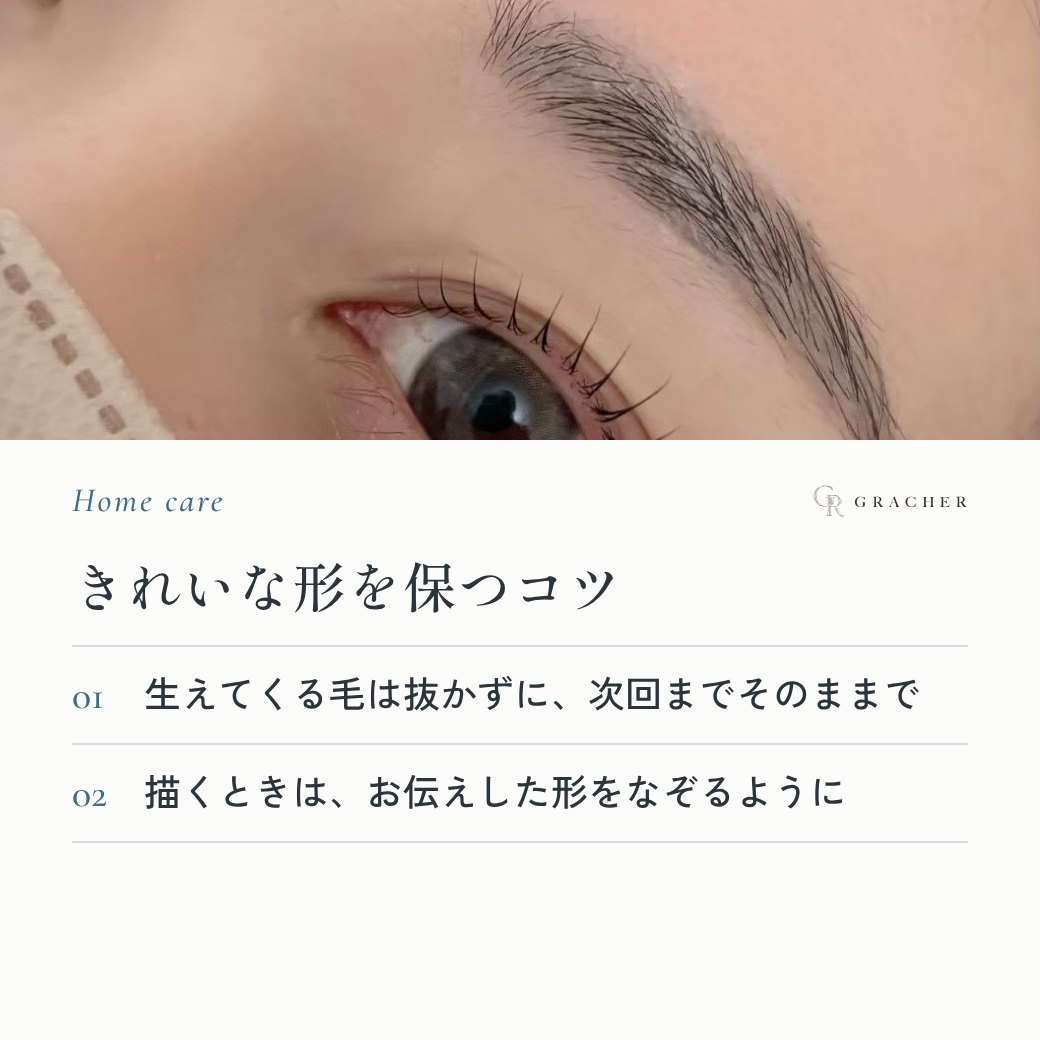 Home care
GR GRACHER
きれいな形を保つコツ
01 生えてくる毛は抜かずに、次回までそのままで
02 描くときは、お伝えした形をなぞるように